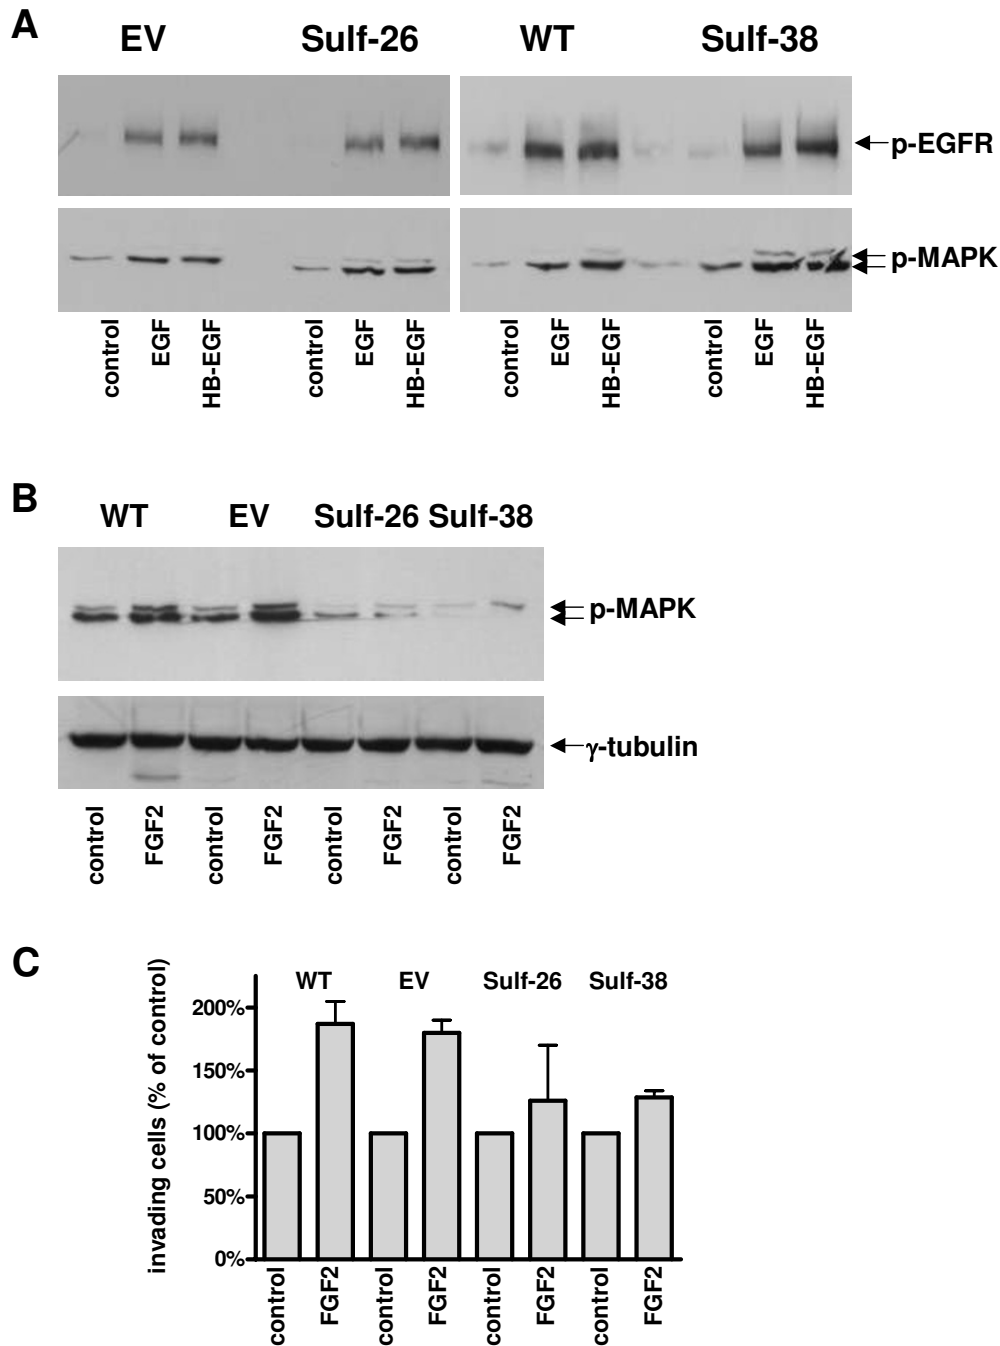 A
EV Sulf-26 WT Sulf-38
p-EGFR
p-MAPK
control EGF HB-EGF control EGF HB-EGF control EGF HB-EGF control EGF HB-EGF
B
WT EV Sulf-26 Sulf-38
p-MAPK
γ-tubulin
control FGF2 control FGF2 control FGF2 control FGF2
C
invading cells (% of control)
WT EV Sulf-26 Sulf-38
200%
150%
100%
50%
0%
control FGF2 control FGF2 control FGF2 control FGF2